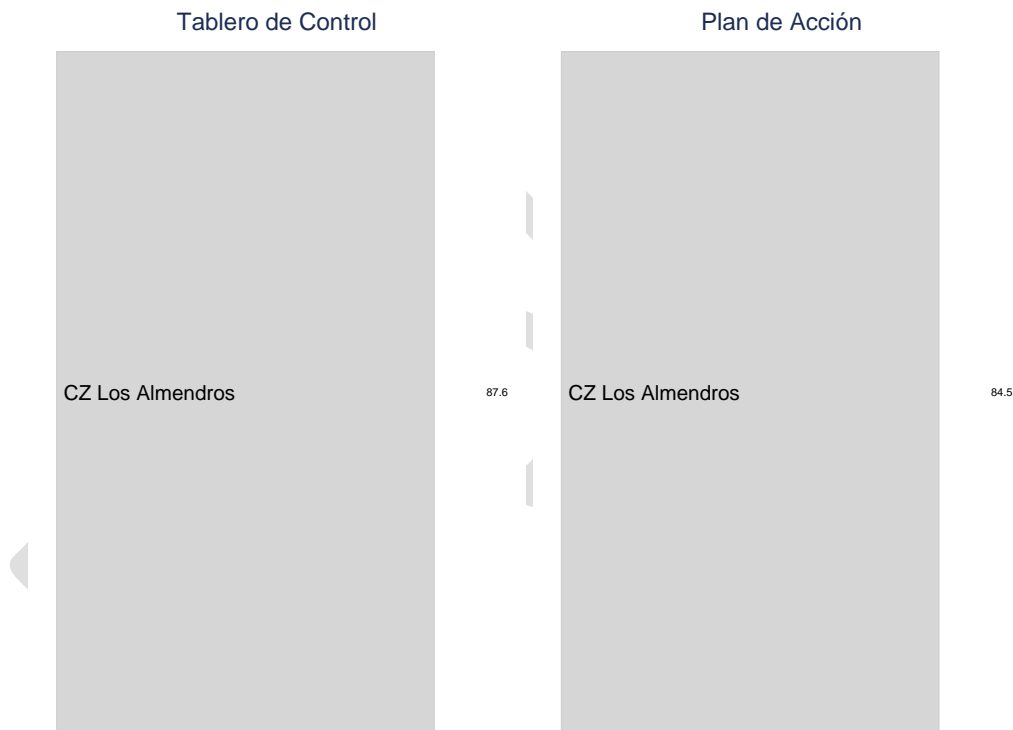 Tablero de Control
Plan de Acción
CZ Los Almendros
87.6
CZ Los Almendros
84.5